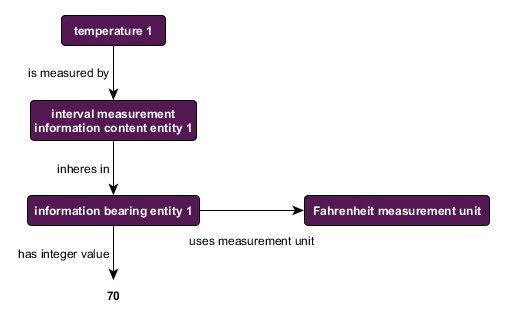 temperature 1
is measured by
interval measurement
information content entity 1
inheres in
information bearing entity 1
Fahrenheit measurement unit
uses measurement unit
has integer value
70